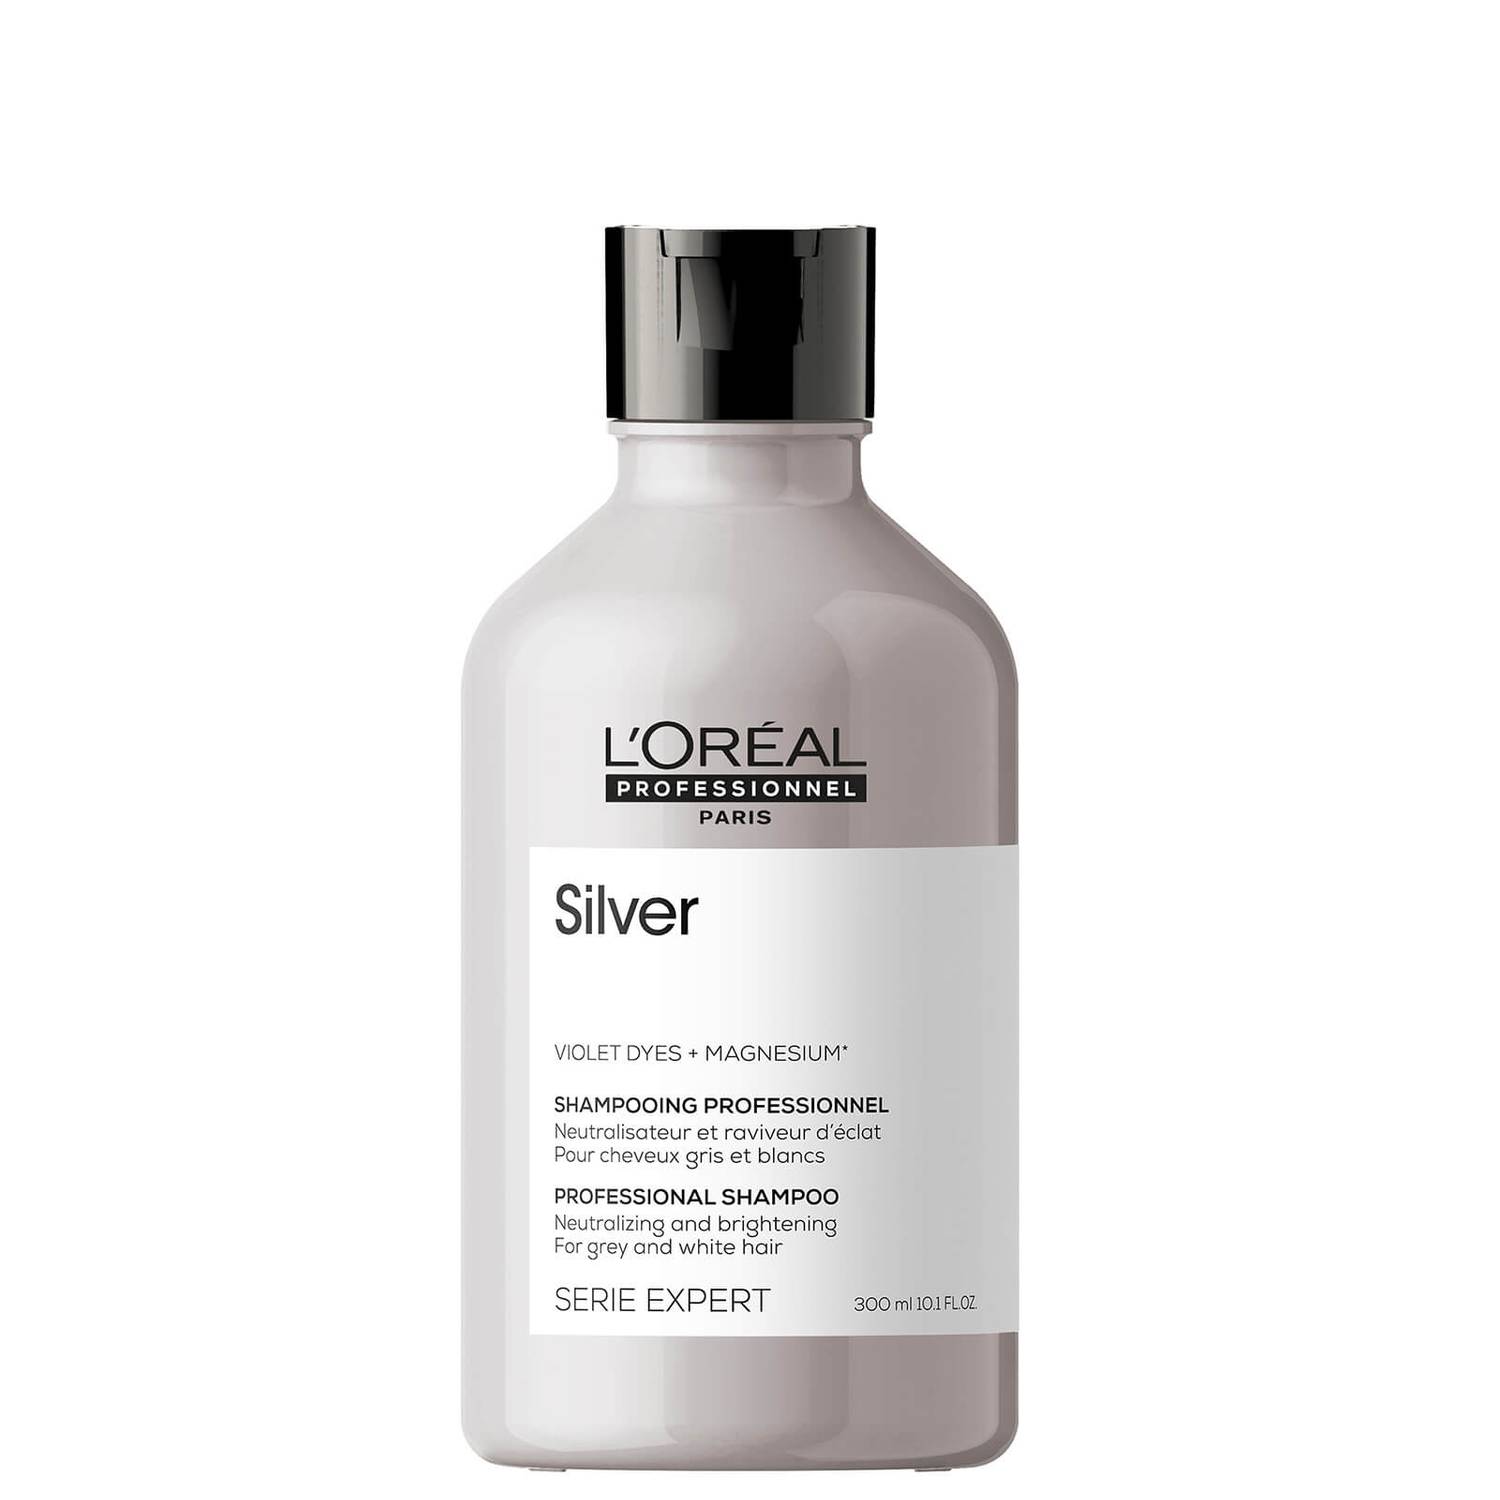 L'ORÉAL
PROFESSIONNEL
PARIS
Silver
VIOLET DYES + MAGNESIUM*
SHAMPOOING PROFESSIONNEL
Neutralisateur et raviveur d'éclat
Pour cheveux gris et blancs
PROFESSIONAL SHAMPOO
Neutralizing and brightening
For grey and white hair
SERIE EXPERT 300 ml 10.1 FL.OZ.